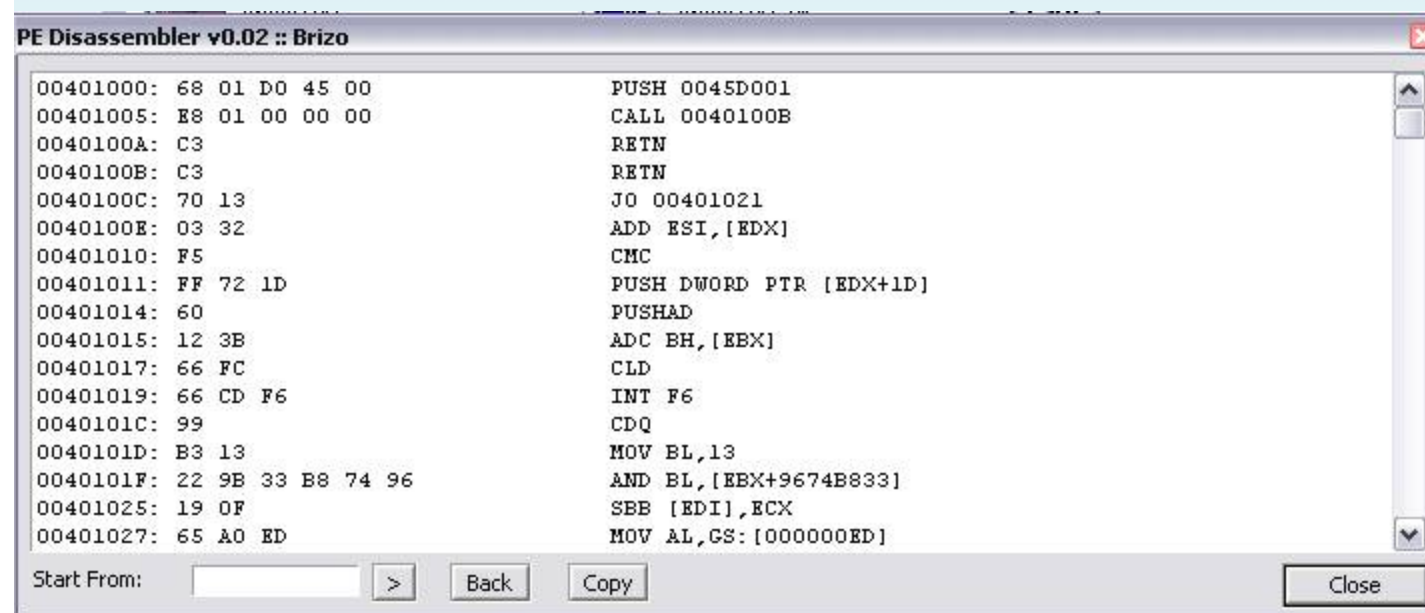 PE Disassembler v0.02 :: Brizo
00401000: 68 01 D0 45 00 PUSH 0045D001
00401005: E8 01 00 00 00 CALL 0040100B
0040100A: C3 RETN
0040100B: C3 RETN
0040100C: 70 13 JO 00401021
0040100E: 03 32 ADD ESI,[EDX]
00401010: F5 CMC
00401011: FF 72 1D PUSH DWORD PTR [EDX+1D]
00401014: 60 PUSHAD
00401015: 12 3B ADC BH,[EBX]
00401017: 66 FC CLD
00401019: 66 CD F6 INT F6
0040101C: 99 CDQ
0040101D: B3 13 MOV BL,13
0040101F: 22 9B 33 B8 74 96 AND BL,[EBX+9674B833]
00401025: 19 0F SBB [EDI],ECX
00401027: 65 A0 ED MOV AL,GS:[000000ED]
Start From: > Back Copy Close